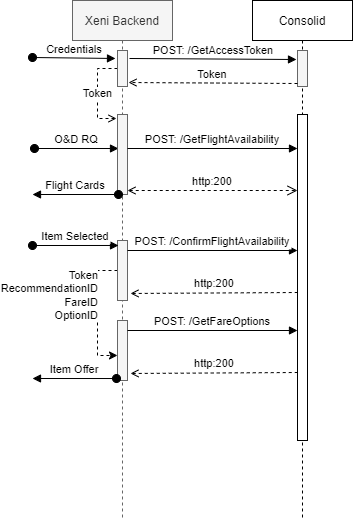 Xeni Backend
Consolid
Credentials
POST: /GetAccessToken
Token
Token
O&D RQ
POST: /GetFlightAvailability
Flight Cards
http:200
Item Selected
POST: /ConfirmFlightAvailability
Token
RecommendationID
FareID
OptionID
http:200
POST: /GetFareOptions
Item Offer
http:200